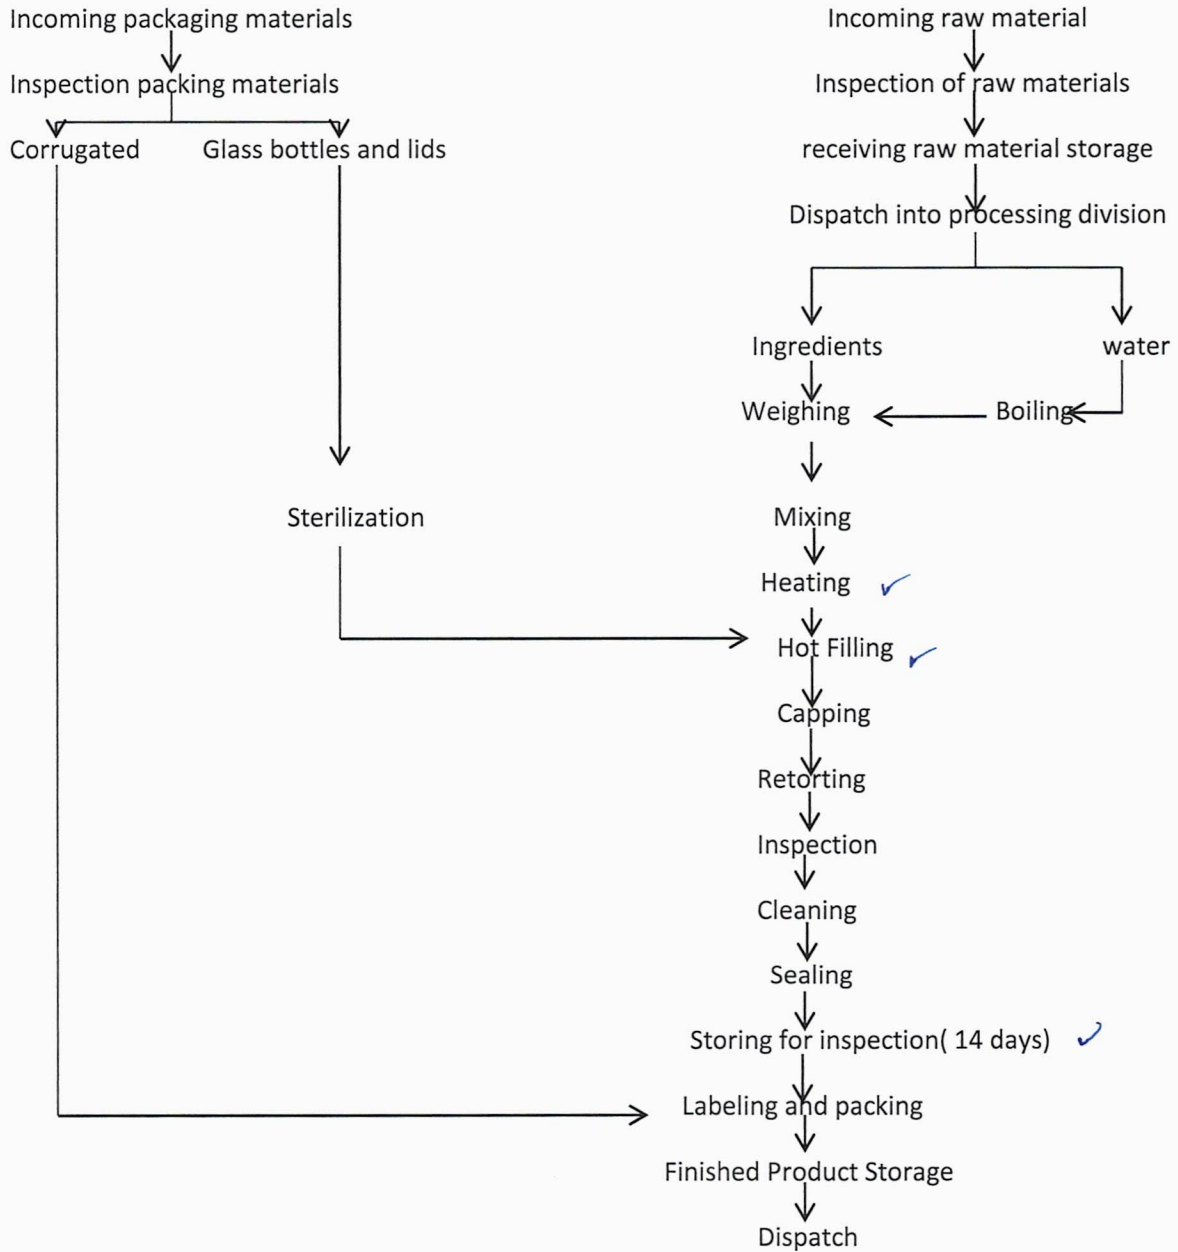 Incoming packaging materials
Incoming raw material
Inspection packing materials
Inspection of raw materials
Corrugated
Glass bottles and lids
receiving raw material storage
Dispatch into processing division
Ingredients
water
Weighing
Boiling
Sterilization
Mixing
Heating
Hot Filling
Capping
Retorting
Inspection
Cleaning
Sealing
Storing for inspection( 14 days)
Labeling and packing
Finished Product Storage
Dispatch